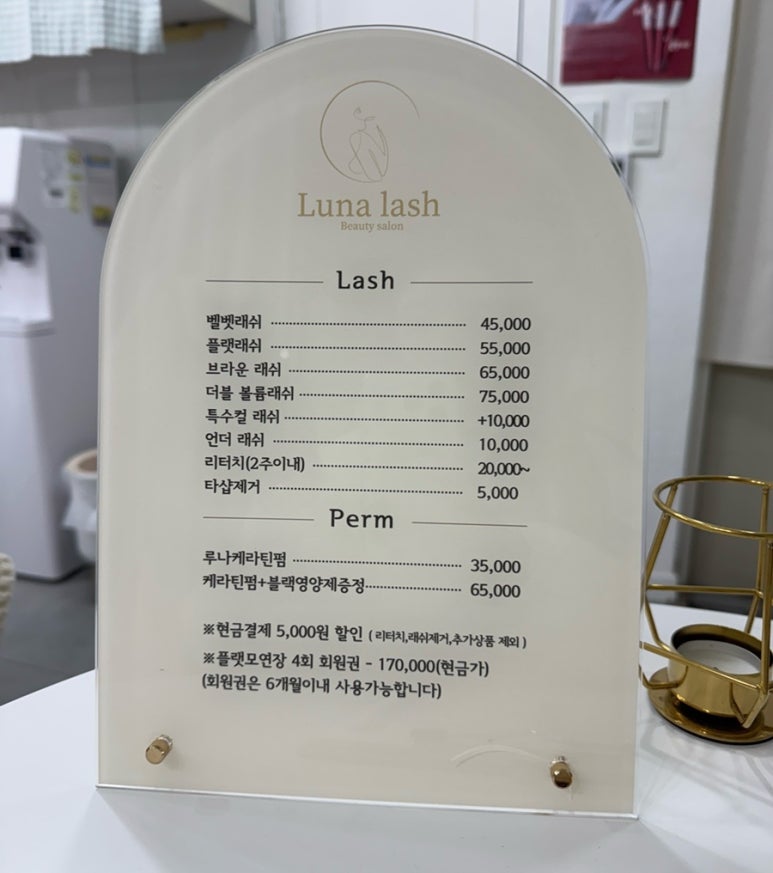 Luna lash
Beauty salon
Lash
벨벳래쉬 45,000
플랫래쉬 55,000
브라운 래쉬 65,000
더블 볼륨래쉬 75,000
특수컬 래쉬 +10,000
언더 래쉬 10,000
리터치(2주이내) 20,000~
타샵제거 5,000
Perm
루나케라틴펌 35,000
케라틴펌+블랙영양제증정 65,000
※현금결제 5,000원 할인 ( 리터치,래쉬제거,추가상품 제외 )
※플랫모연장 4회 회원권 - 170,000(현금가)
(회원권은 6개월이내 사용가능합니다)